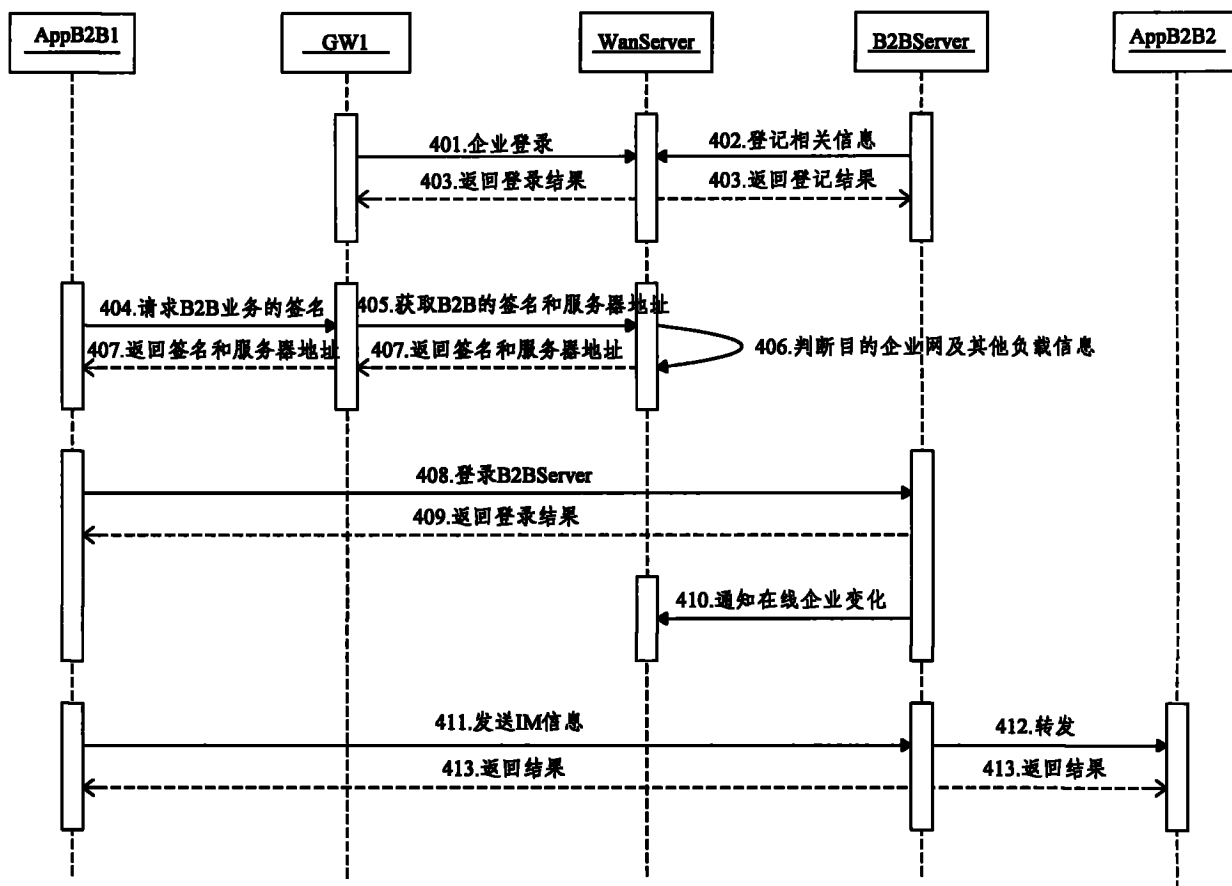 AppB2B1
GW1
WanServer
B2BServer
AppB2B2
401.企业登录
402.登记相关信息
403.返回登录结果
403.返回登记结果
404.请求B2B业务的签名
405.获取B2B的签名和服务器地址
407.返回签名和服务器地址
407.返回签名和服务器地址
406.判断目的企业网及其他负载信息
408.登录B2BServer
409.返回登录结果
410.通知在线企业变化
411.发送IM信息
412.转发
413.返回结果
413.返回结果